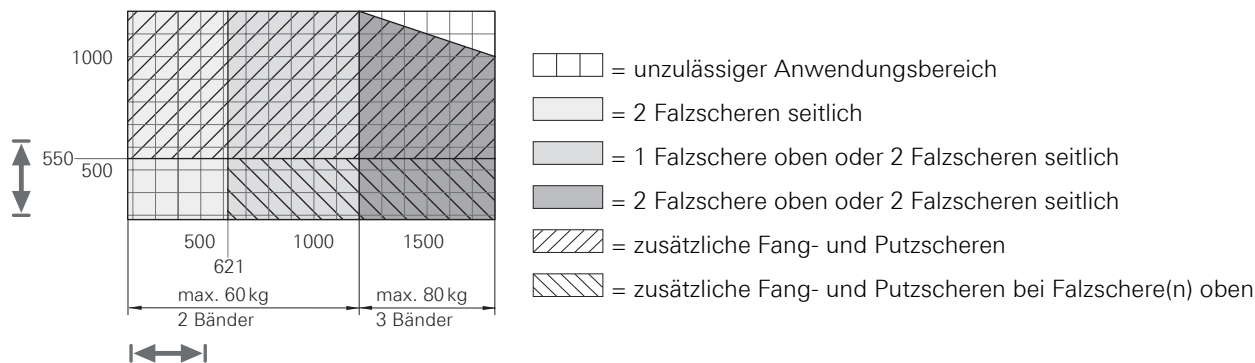 1000
550
500
500 1000 1500
621
max. 60 kg max. 80 kg
2 Bänder 3 Bänder
= unzulässiger Anwendungsbereich
= 2 Falzscheren seitlich
= 1 Falzschere oben oder 2 Falzscheren seitlich
= 2 Falzschere oben oder 2 Falzscheren seitlich
= zusätzliche Fang- und Putzscheren
= zusätzliche Fang- und Putzscheren bei Falzschere(n) oben